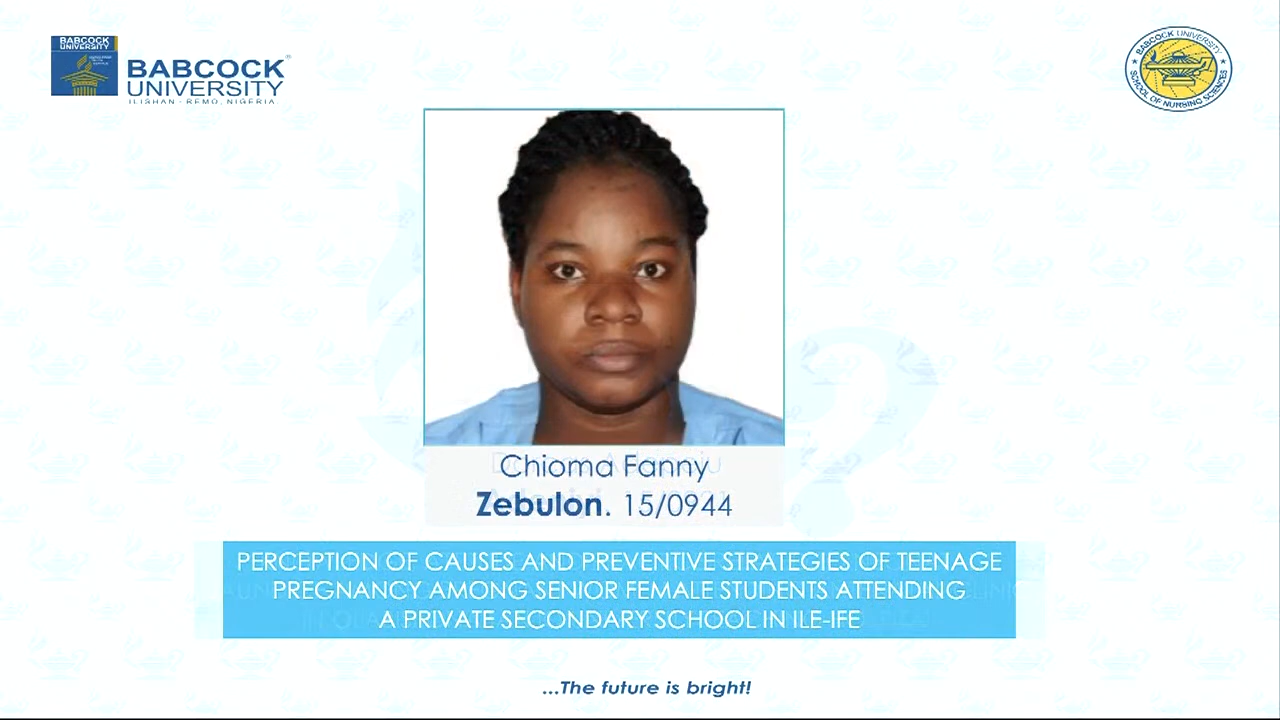 BABCOCK
UNIVERSITY
BABCOCK
UNIVERSITY
ILISHAN - REMO, NIGERIA.
BABCOCK UNIVERSITY
SCHOOL OF NURSING SCIENCES
Chioma Fanny
Zebulon. 15/0944
PERCEPTION OF CAUSES AND PREVENTIVE STRATEGIES OF TEENAGE
PREGNANCY AMONG SENIOR FEMALE STUDENTS ATTENDING
A PRIVATE SECONDARY SCHOOL IN ILE-IFE
...The future is bright!